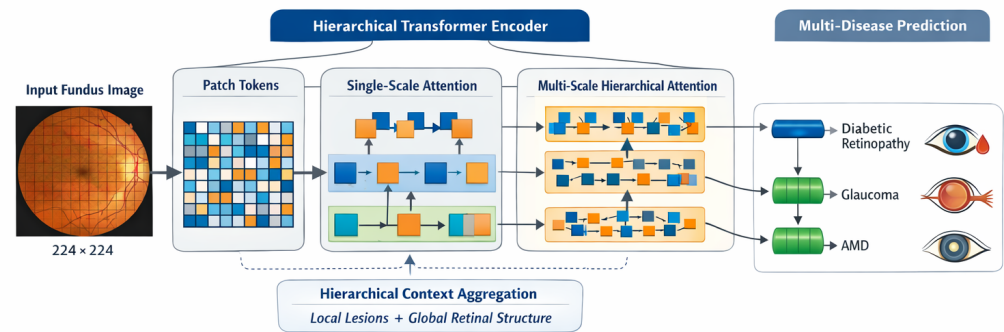 Hierarchical Transformer Encoder
Multi-Disease Prediction
Input Fundus Image
224 × 224
Patch Tokens
Single-Scale Attention
Multi-Scale Hierarchical Attention
Diabetic
Retinopathy
Glaucoma
AMD
Hierarchical Context Aggregation
Local Lesions + Global Retinal Structure